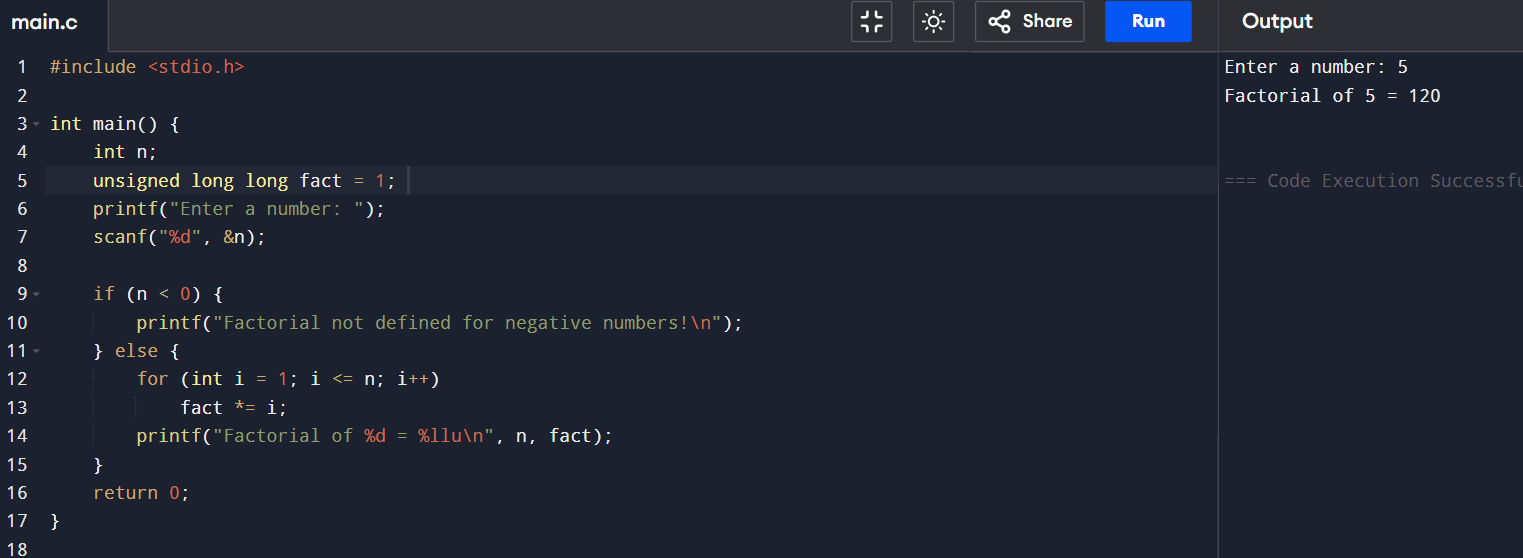 main.c
Share
Run
Output
1 #include <stdio.h>
2
3 int main() {
4     int n;
5     unsigned long long fact = 1;
6     printf("Enter a number: ");
7     scanf("%d", &n);
8
9     if (n < 0) {
10         printf("Factorial not defined for negative numbers!\n");
11     } else {
12         for (int i = 1; i <= n; i++)
13             fact *= i;
14         printf("Factorial of %d = %llu\n", n, fact);
15     }
16     return 0;
17 }
18
Enter a number: 5
Factorial of 5 = 120
=== Code Execution Successfu